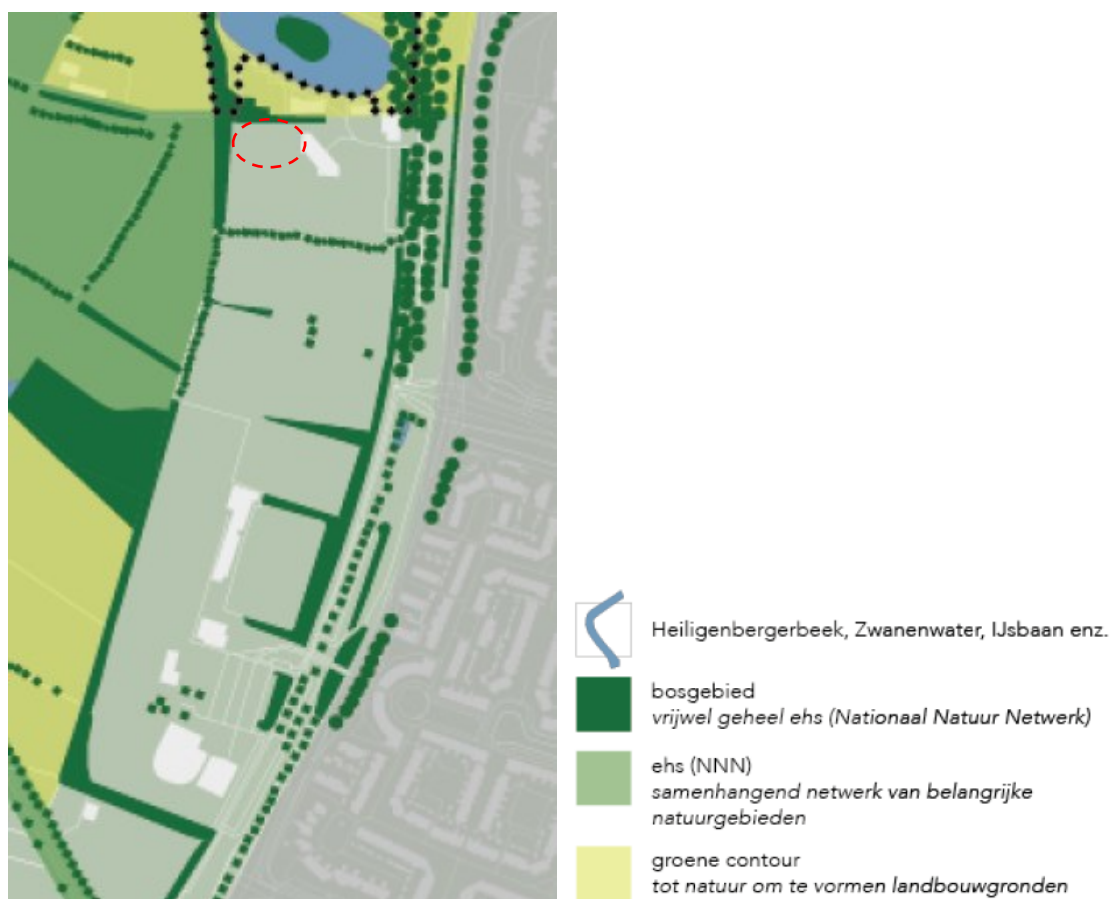 Heiligenbergerbeek, Zwanenwater, IJsbaan enz.
bosgebied
vrijwel geheel ehs (Nationaal Natuur Netwerk)
ehs (NNN)
samenhangend netwerk van belangrijke
natuurgebieden
groene contour
tot natuur om te vormen landbouwgronden